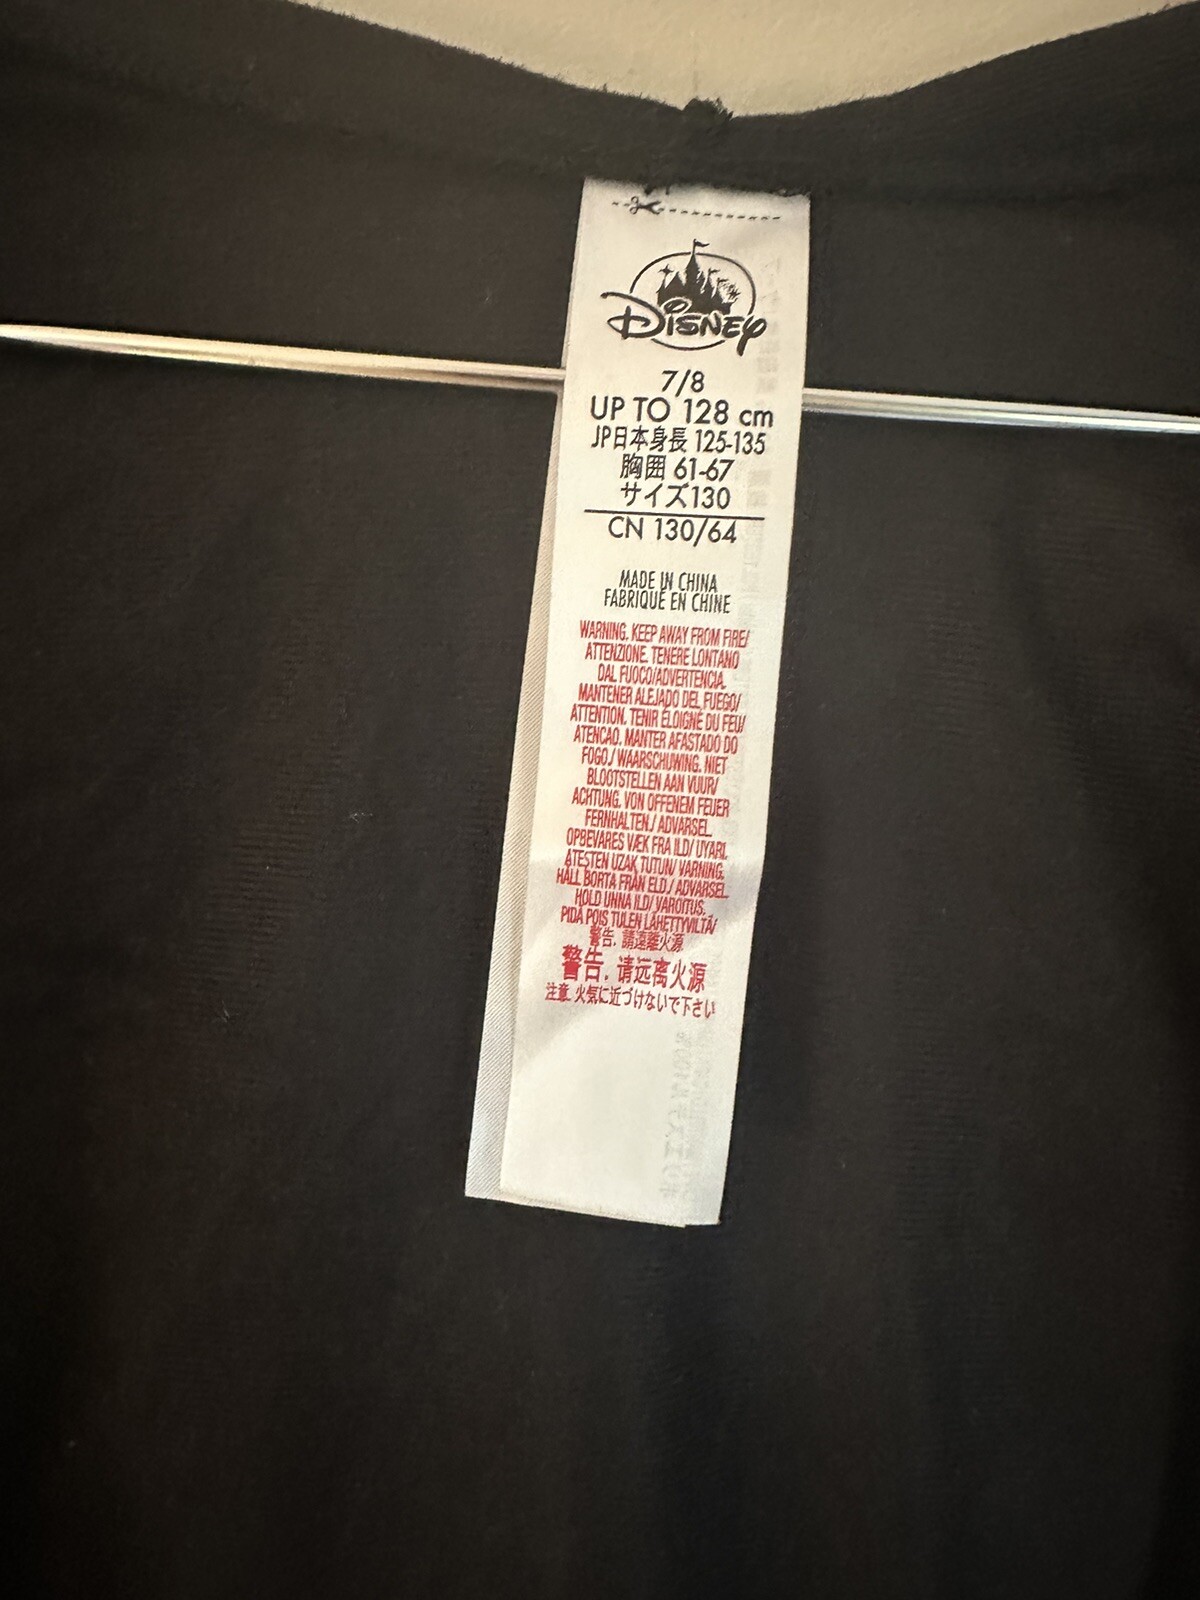 Disney
7/8
UP TO 128 cm
JP日本身長 125-135
胸囲 61-67
サイズ130
CN 130/64
MADE IN CHINA
FABRIQUÉ EN CHINE
WARNING. KEEP AWAY FROM FIRE/
ATTENZIONE. TENERE LONTANO
DAL FUOCO/ADVERTENCIA.
MANTENER ALEJADO DEL FUEGO/
ATTENTION. TENIR ÉLOIGNÉ DU FEU/
ATENCAO. MANTER AFASTADO DO
FOGO./ WAARSCHUWING. NIET
BLOOTSTELLEN AAN VUUR/
ACHTUNG. VON OFFENEM FEUER
FERNHALTEN./ ADVARSEL.
OPBEVARES VÆK FRA ILD/ UYARI.
ATESTEN UZAK TUTUN/ VARNING.
HÅLL BORTA FRÅN ELD./ ADVARSEL.
HOLD UNNA ILD/ VAROITUS.
PIDÄ POIS TULEN LÄHETTYVILTÄ/
警告. 請遠離火源
警告. 请远离火源
注意. 火気に近づけないで下さい